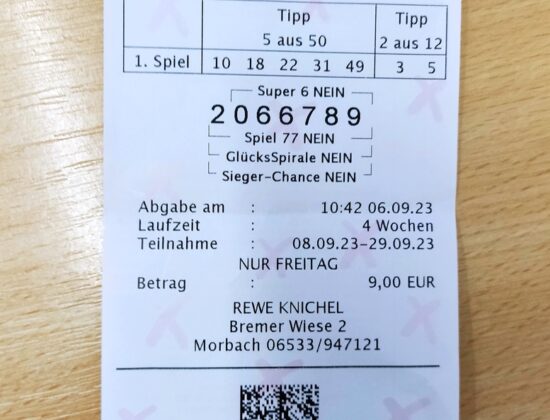 Tipp Tipp
5 aus 50 2 aus 12
1. Spiel 10 18 22 31 49 3 5
Super 6 NEIN
2066789
Spiel 77 NEIN
GlücksSpirale NEIN
Sieger-Chance NEIN
Abgabe am : 10:42 06.09.23
Laufzeit : 4 Wochen
Teilnahme : 08.09.23-29.09.23
NUR FREITAG
Betrag : 9,00 EUR
REWE KNICHEL
Bremer Wiese 2
Morbach 06533/947121